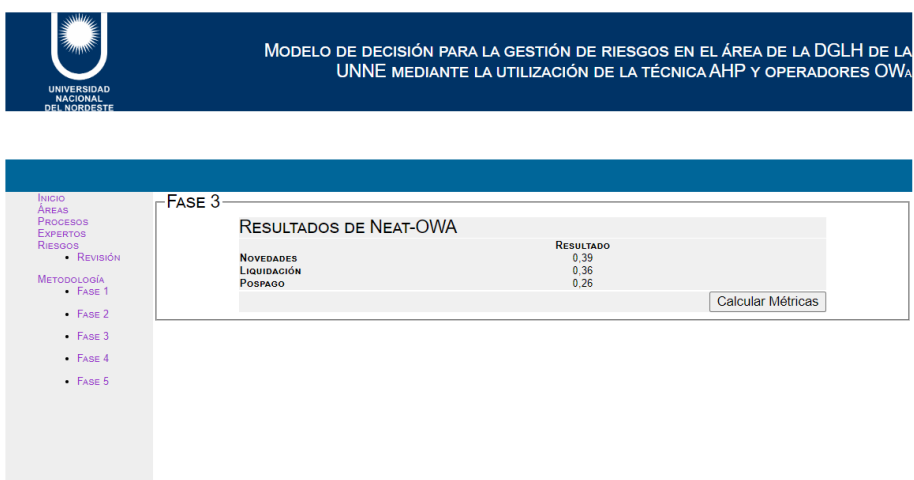 UNIVERSIDAD
NACIONAL
DEL NORDESTE
MODELO DE DECISIÓN PARA LA GESTIÓN DE RIESGOS EN EL ÁREA DE LA DGLH DE LA
UNNE MEDIANTE LA UTILIZACIÓN DE LA TÉCNICA AHP Y OPERADORES OWA
INICIO
ÁREAS
PROCESOS
EXPERTOS
RIESGOS
• REVISIÓN
METODOLOGÍA
• FASE 1
• FASE 2
• FASE 3
• FASE 4
• FASE 5
FASE 3
RESULTADOS DE NEAT-OWA
RESULTADO
NOVEDADES 0,39
LIQUIDACIÓN 0,36
POSPAGO 0,26
Calcular Métricas